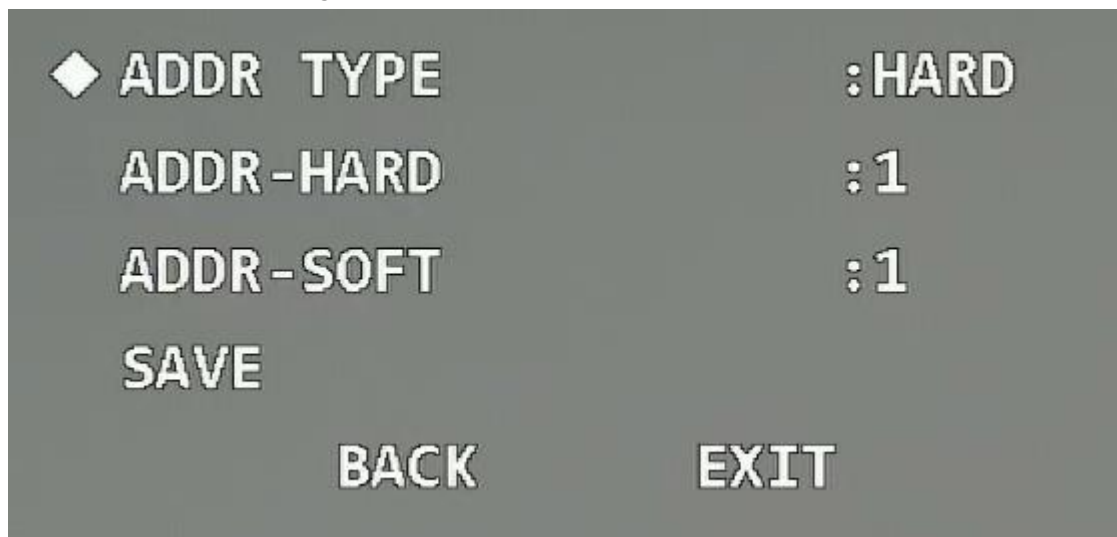 ADDR TYPE :HARD
ADDR-HARD :1
ADDR-SOFT :1
SAVE
BACK EXIT